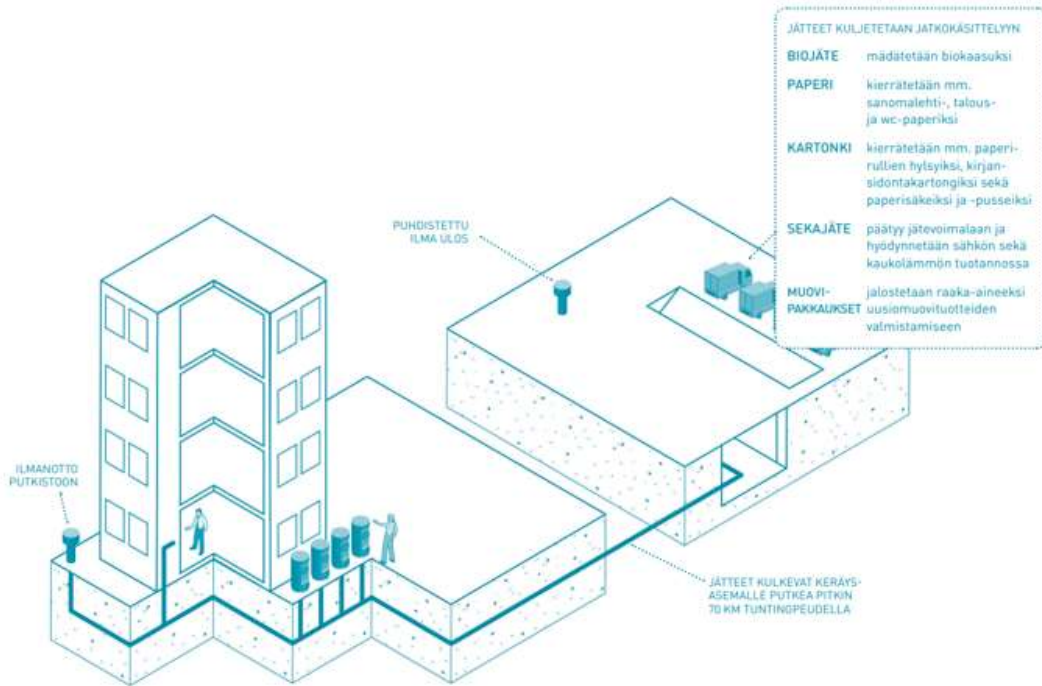 JÄTTEET KULJETETAAN JATKOKÄSITTELYYN
BIOJÄTE mädätetään biokaasuksi
PAPERI kierrätetään mm.
sanomalehti-, talous-
ja wc-paperiksi
KARTONKI kierrätetään mm. paperi-
rullien hylsyiksi, kirjan-
sidontakartongiksi sekä
paperisäkeiksi ja -pusseiksi
SEKAJÄTE päätyy jätevoimalaan ja
hyödynnetään sähkön sekä
kaukolämmön tuotannossa
MUOVI- jalostetaan raaka-aineeksi
PAKKAUKSET uusiomuovituotteiden
valmistamiseen
PUHDISTETTU
ILMA ULOS
ILMANOTTO
PUTKISTOON
JÄTTEET KULKEVAT KERÄYS-
ASEMALLE PUTKEA PITKIN
70 KM TUNTINGPEUDELLA